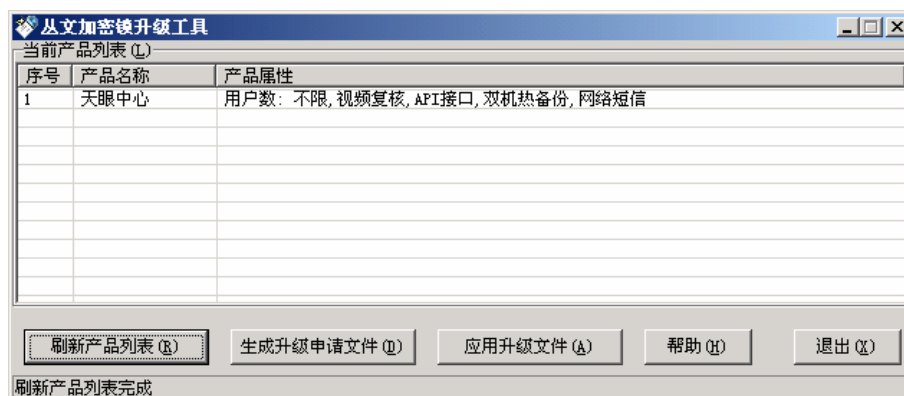 丛文加密镜升级工具
当前产品列表(L)
序号 产品名称 产品属性
1 天眼中心 用户数: 不限,视频复核,API接口,双机热备份,网络短信
刷新产品列表(R) 生成升级申请文件(D) 应用升级文件(A) 帮助(H) 退出(X)
刷新产品列表完成